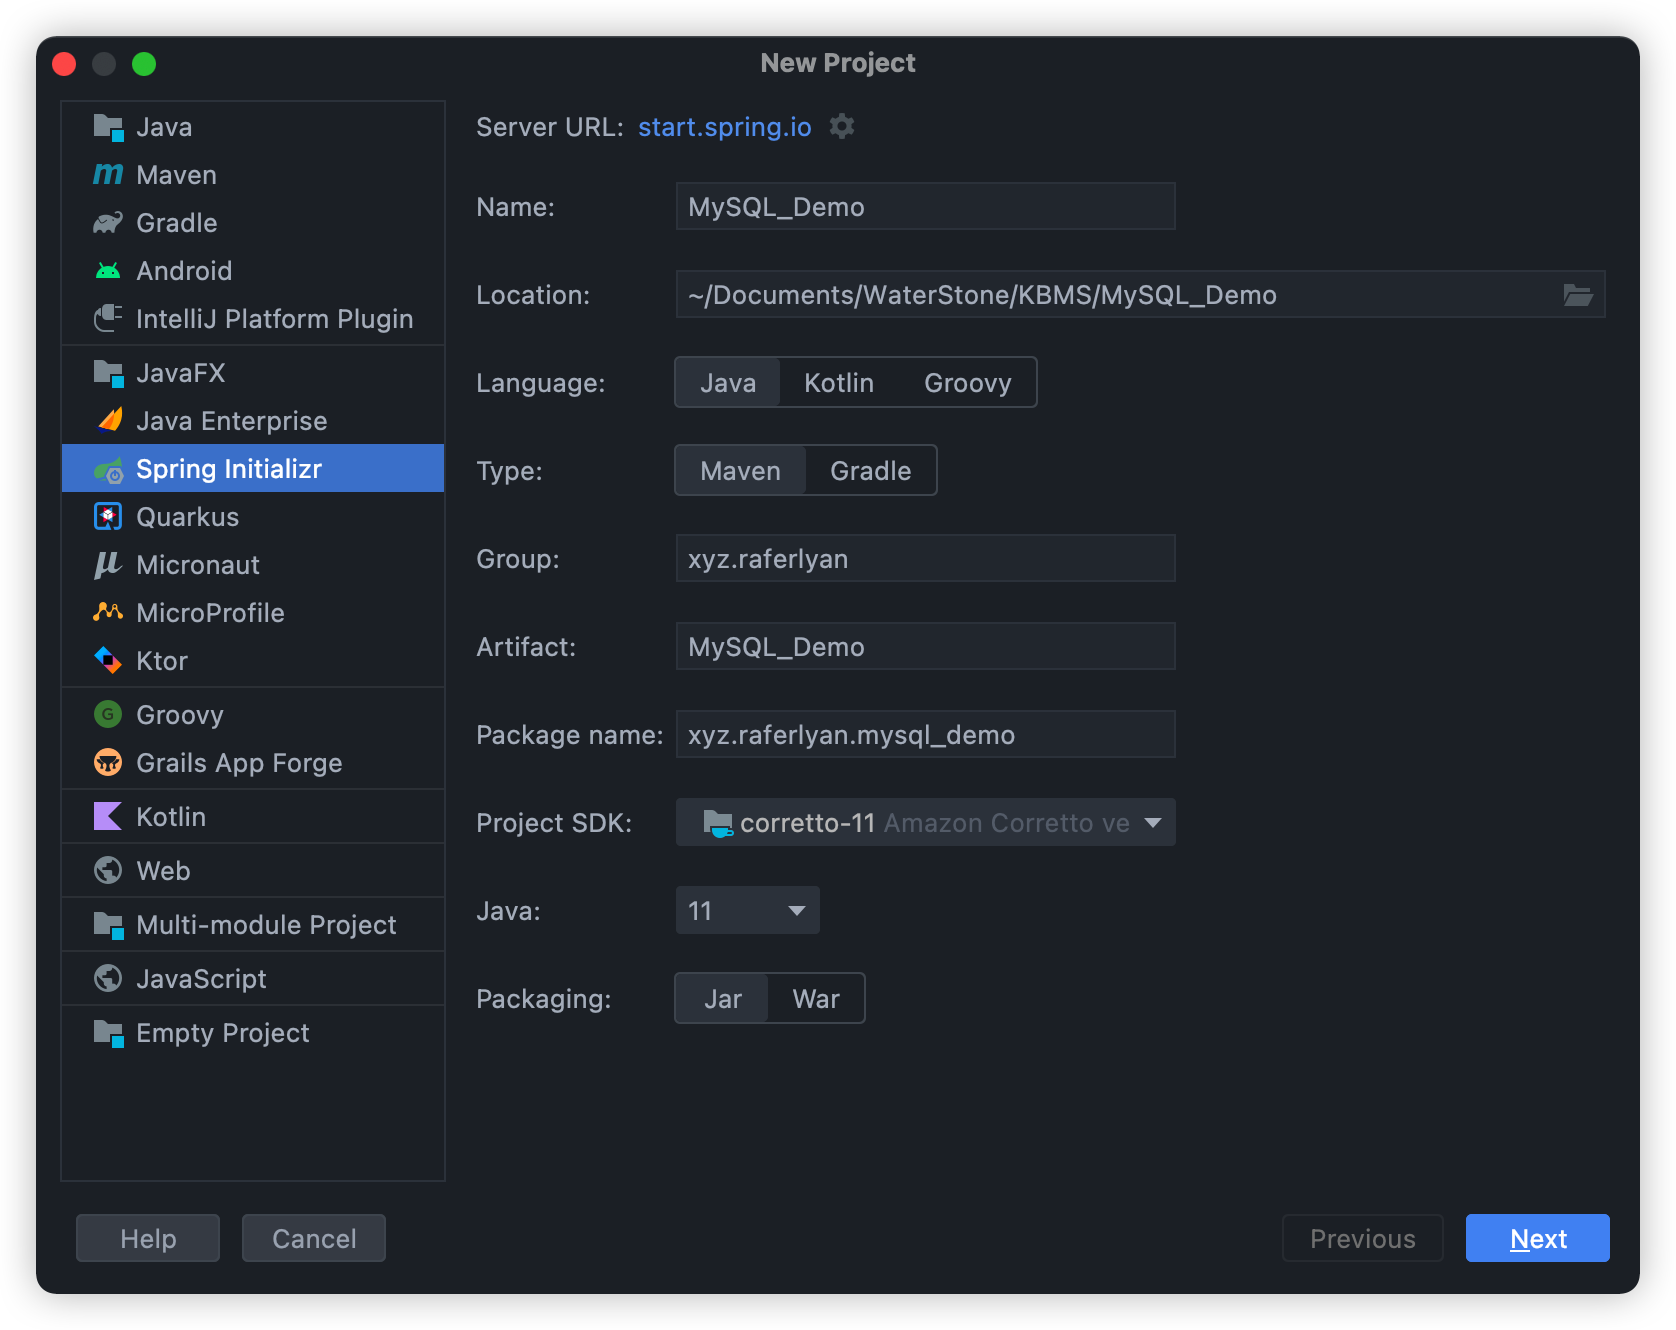 New Project
Java
Maven
Gradle
Android
IntelliJ Platform Plugin
JavaFX
Java Enterprise
Spring Initializr
Quarkus
Micronaut
MicroProfile
Ktor
Groovy
Grails App Forge
Kotlin
Web
Multi-module Project
JavaScript
Empty Project
Server URL: start.spring.io
Name: MySQL_Demo
Location: ~/Documents/WaterStone/KBMS/MySQL_Demo
Language: Java Kotlin Groovy
Type: Maven Gradle
Group: xyz.raferlyan
Artifact: MySQL_Demo
Package name: xyz.raferlyan.mysql_demo
Project SDK: corretto-11 Amazon Corretto ve
Java: 11
Packaging: Jar War
Help Cancel Previous Next